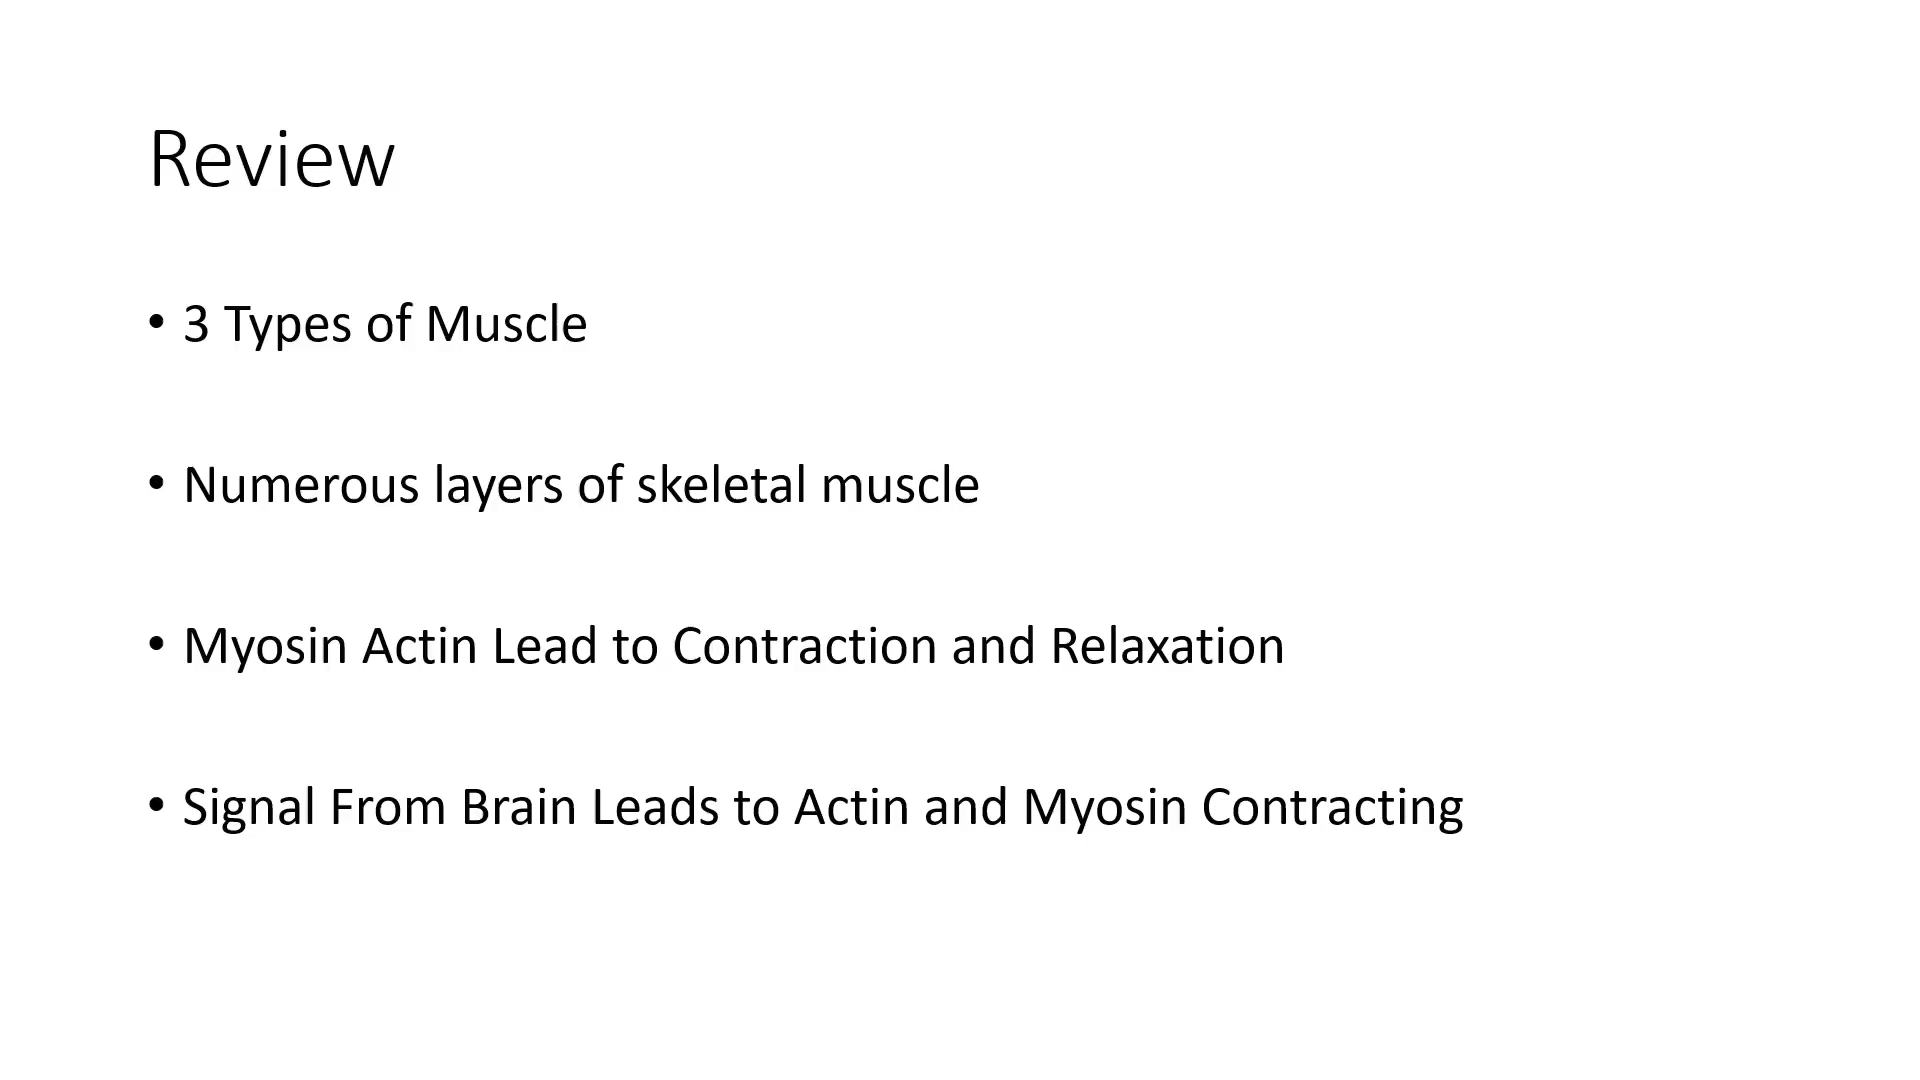 Review
• 3 Types of Muscle
• Numerous layers of skeletal muscle
• Myosin Actin Lead to Contraction and Relaxation
• Signal From Brain Leads to Actin and Myosin Contracting